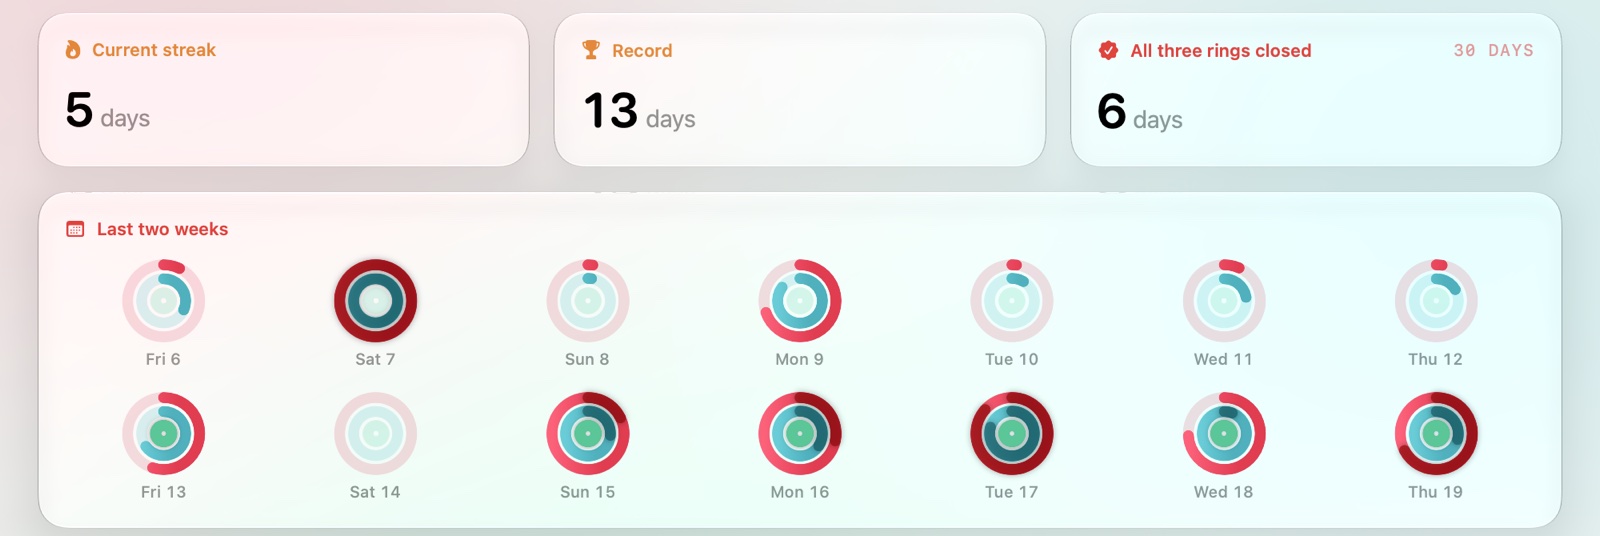 Current streak
5 days
Record
13 days
All three rings closed
30 DAYS
6 days
Last two weeks
Fri 6
Sat 7
Sun 8
Mon 9
Tue 10
Wed 11
Thu 12
Fri 13
Sat 14
Sun 15
Mon 16
Tue 17
Wed 18
Thu 19